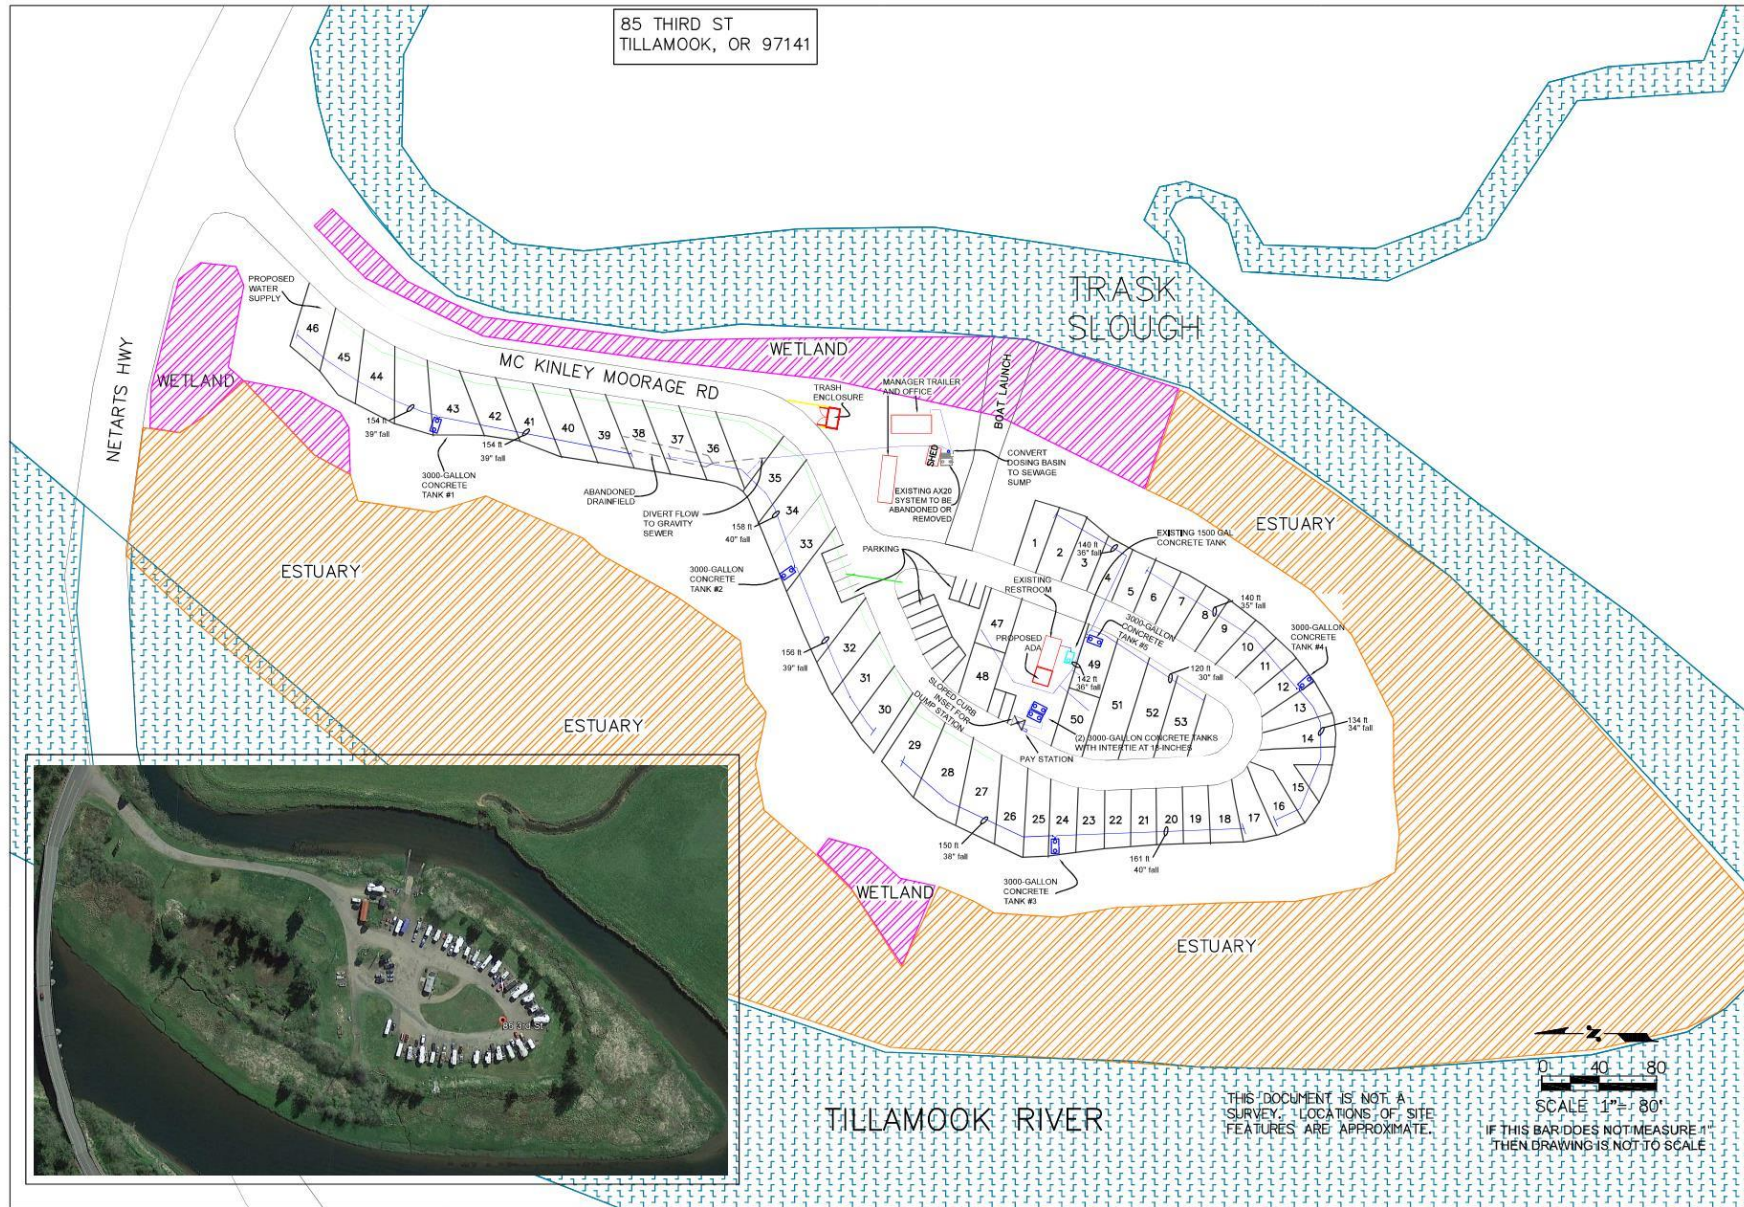 85 THIRD ST
TILLAMOOK, OR 97141
TRASK
SLOUGH
NETARTS HWY
PROPOSED
WATER
SUPPLY
WETLAND
MC KINLEY MOORAGE RD
WETLAND
TRASH
ENCLOSURE
MANAGER TRAILER
AND OFFICE
BOAT LAUNCH
SHED
CONVERT
DOSING BASIN
TO SEWAGE
SUMP
EXISTING AX20
SYSTEM TO BE
ABANDONED OR
REMOVED
46
45
44
43
42
41
40
39
38
37
36
35
34
33
32
31
30
154 ft
39" fall
154 ft
39" fall
3000-GALLON
CONCRETE
TANK #1
ABANDONED
DRAINFIELD
DIVERT FLOW
TO GRAVITY
SEWER
158 ft
40" fall
3000-GALLON
CONCRETE
TANK #2
156 ft
39" fall
PARKING
EXISTING
RESTROOM
PROPOSED
ADA
EXISTING 1500 GAL
CONCRETE TANK
ESTUARY
1
2
3
4
5
6
7
8
9
10
11
12
13
14
15
16
17
18
19
20
21
22
23
24
25
26
27
28
29
140 ft
36" fall
140 ft
35" fall
3000-GALLON
CONCRETE
TANK #4
3000-GALLON
CONCRETE
TANK #5
120 ft
30" fall
142 ft
36" fall
134 ft
34" fall
47
48
49
50
51
52
53
SLOPED CURB
INSET FOR
DUMP STATION
(2) 3000-GALLON CONCRETE TANKS
WITH INTERTIE AT 18-INCHES
PAY STATION
150 ft
38" fall
161 ft
40" fall
3000-GALLON
CONCRETE
TANK #3
ESTUARY
ESTUARY
WETLAND
ESTUARY
85 3rd St
TILLAMOOK RIVER
THIS DOCUMENT IS NOT A
SURVEY. LOCATIONS OF SITE
FEATURES ARE APPROXIMATE.
N
0 40 80
SCALE 1"= 80'
IF THIS BAR DOES NOT MEASURE 1"
THEN DRAWING IS NOT TO SCALE